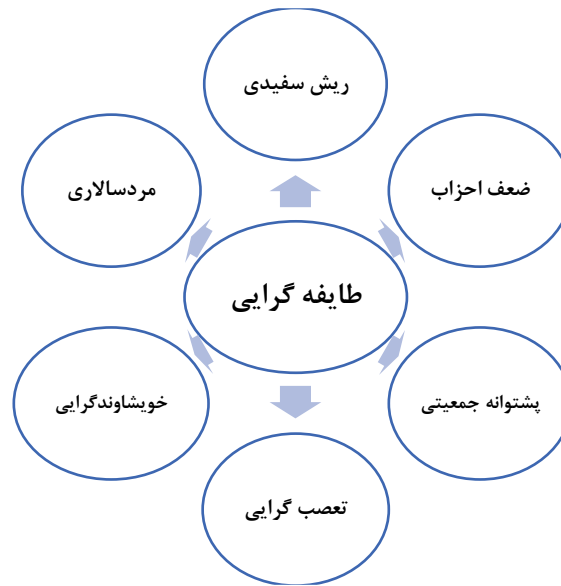 ریش سفیدی
مردسالاری
ضعف احزاب
طایفه گرایی
خویشاوندگرایی
پشتوانه جمعیتی
تعصب گرایی